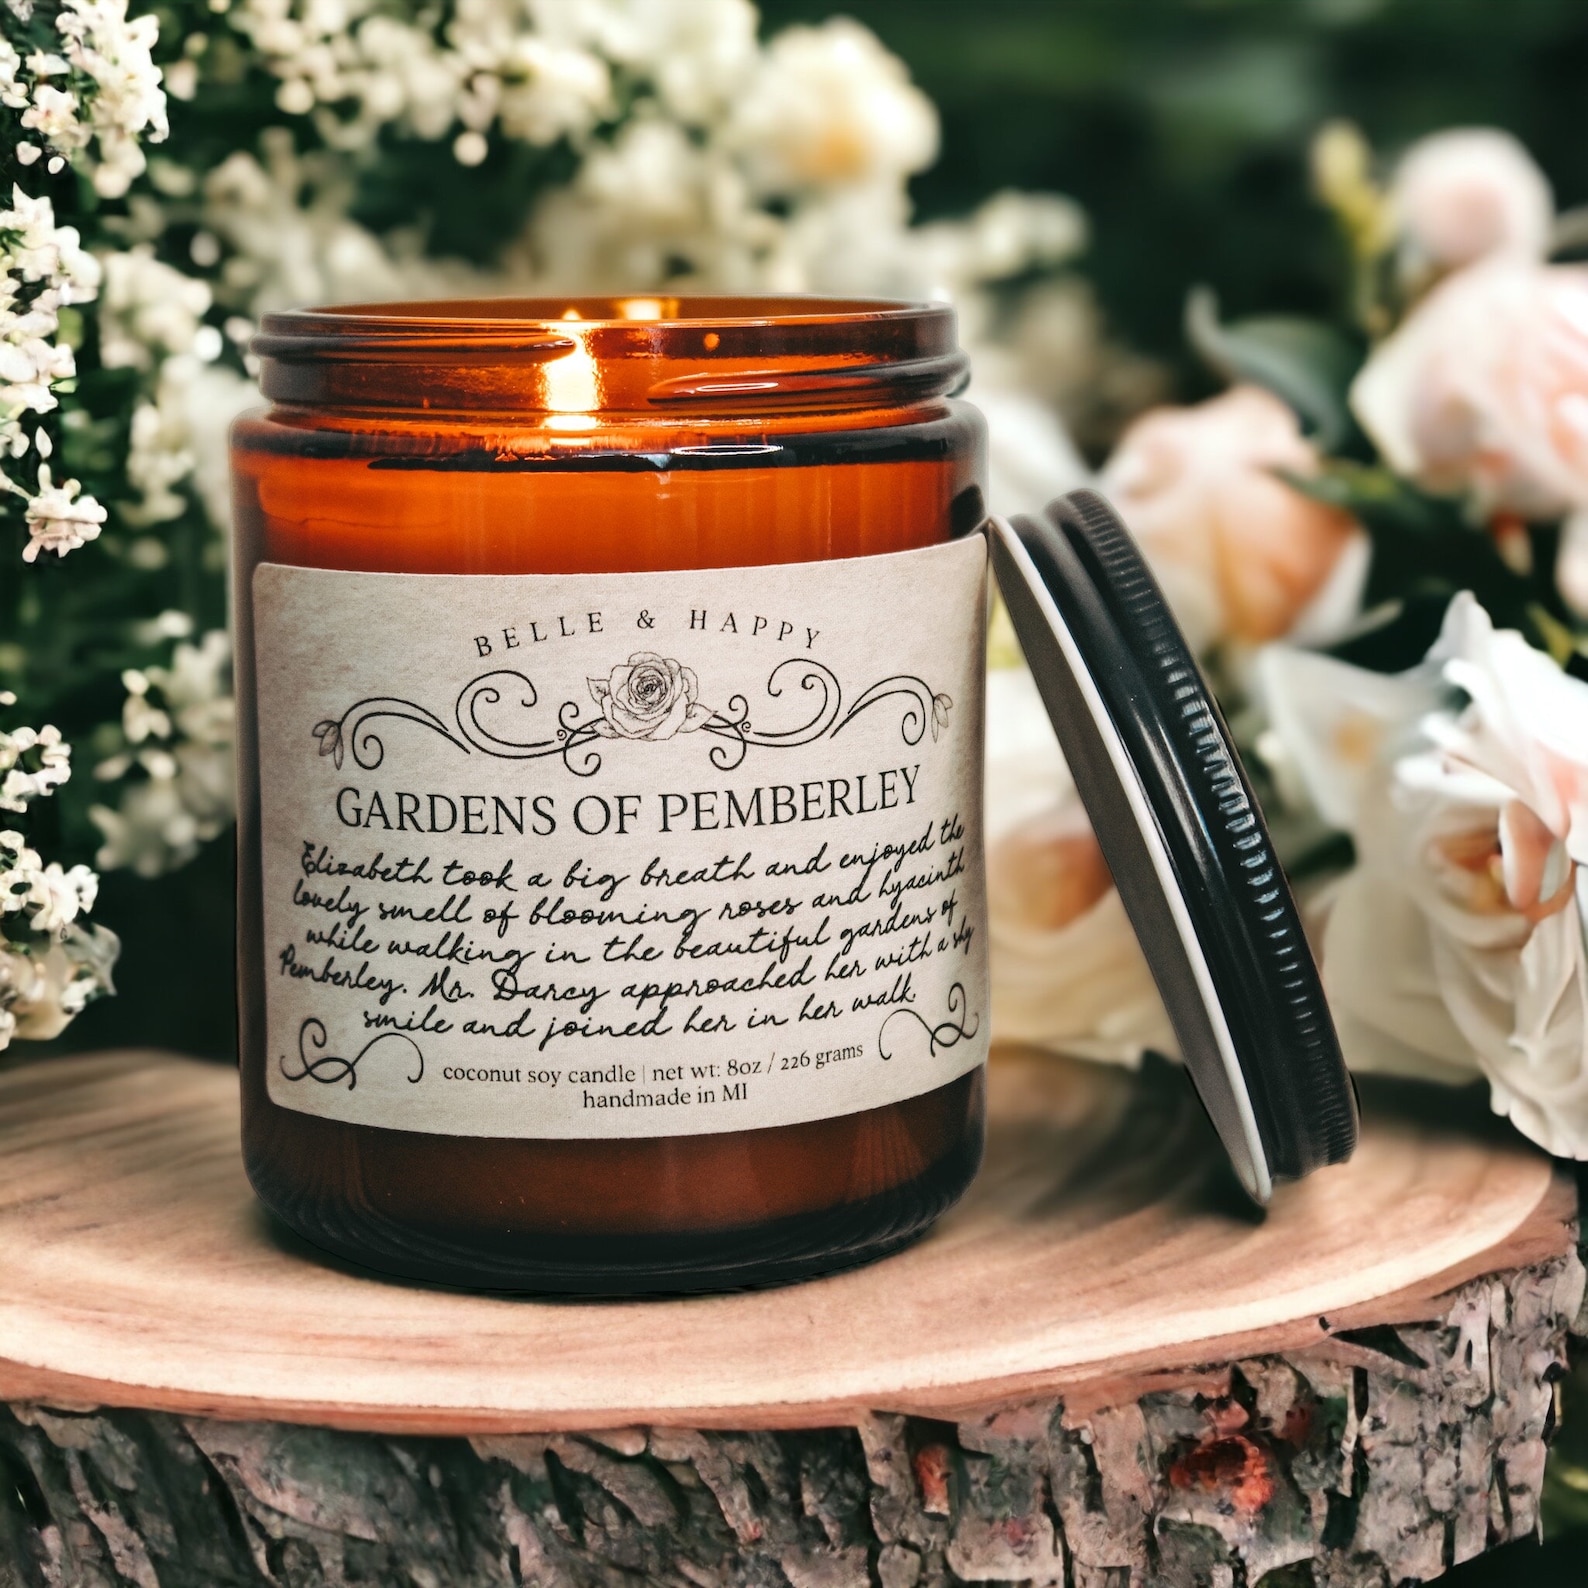 BELLE & HAPPY
GARDENS OF PEMBERLEY
Elizabeth took a big breath and enjoyed the
lovely smell of blooming roses and hyacinth
while walking in the beautiful gardens of
Pemberley. Mr. Darcy approached her with a shy
smile and joined her in her walk.
coconut soy candle | net wt: 8oz / 226 grams
handmade in MI